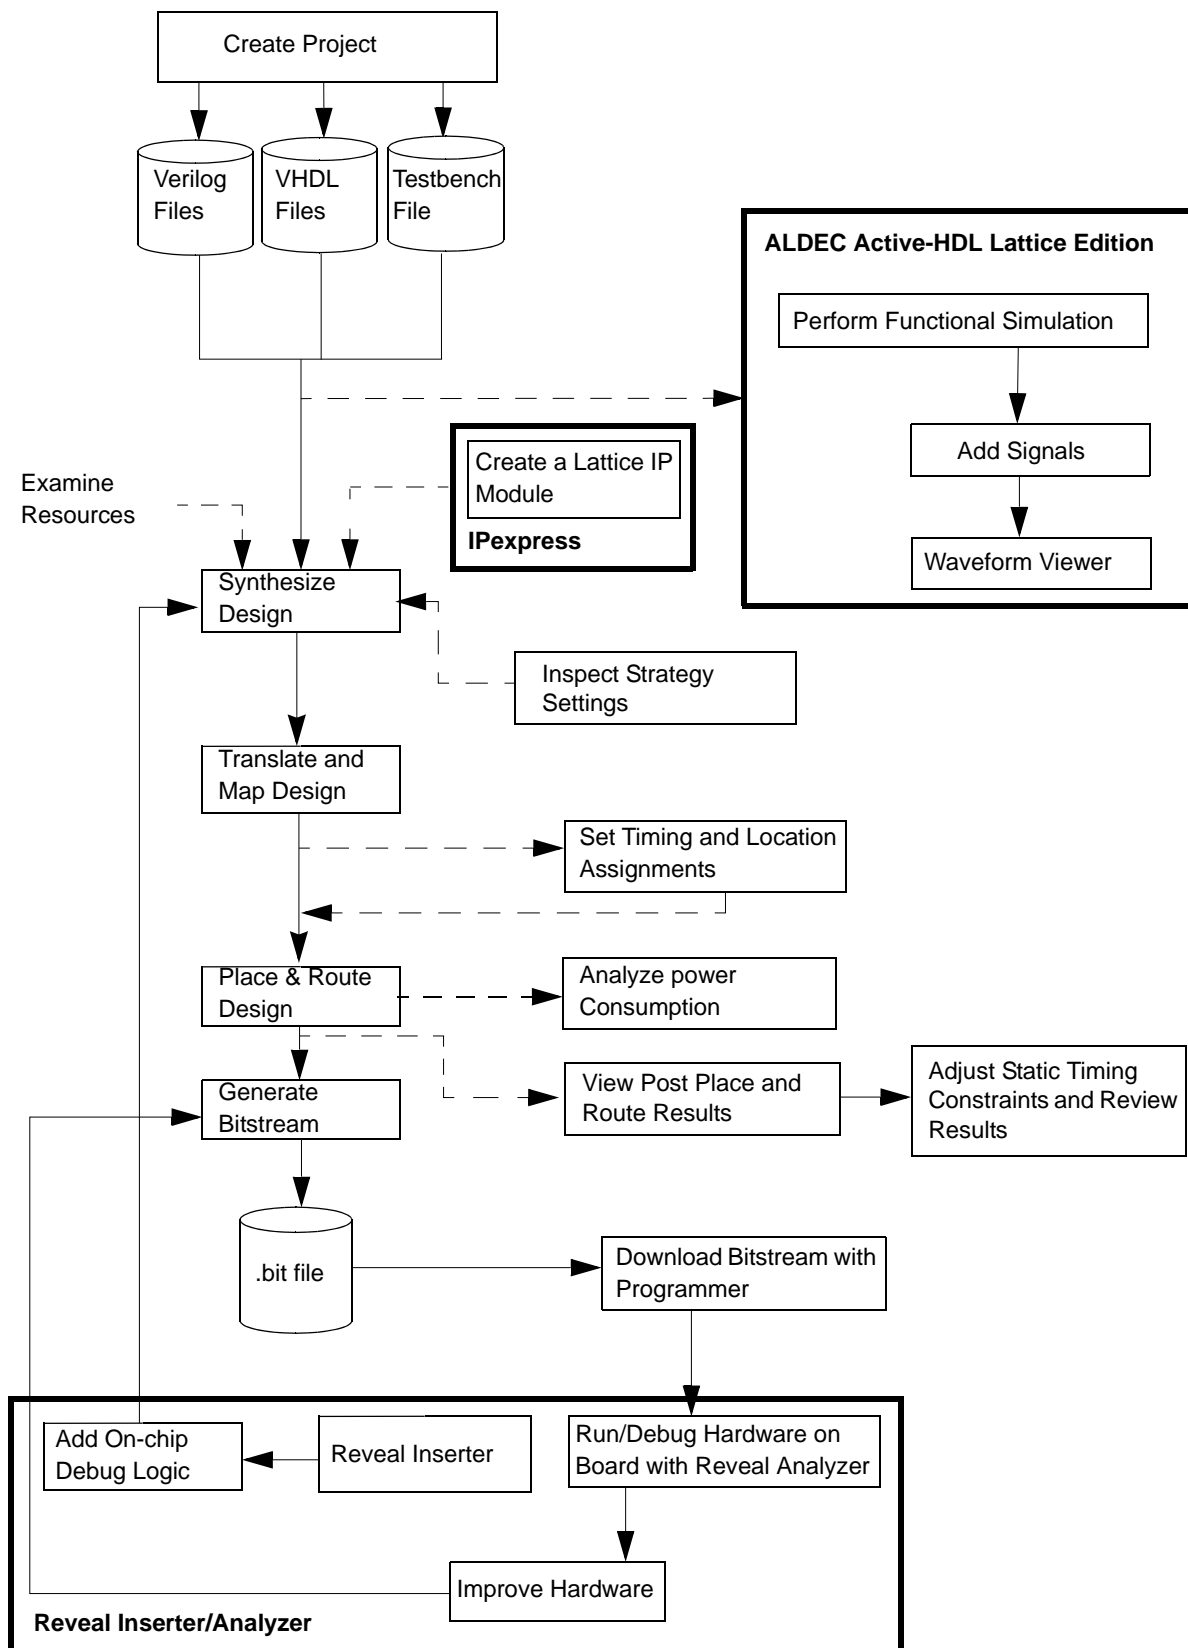 Create Project
Verilog
Files
VHDL
Files
Testbench
File
ALDEC Active-HDL Lattice Edition
Perform Functional Simulation
Add Signals
Waveform Viewer
Create a Lattice IP
Module
IPexpress
Examine
Resources
Synthesize
Design
Inspect Strategy
Settings
Translate and
Map Design
Set Timing and Location
Assignments
Place & Route
Design
Analyze power
Consumption
Generate
Bitstream
View Post Place and
Route Results
Adjust Static Timing
Constraints and Review
Results
.bit file
Download Bitstream with
Programmer
Add On-chip
Debug Logic
Reveal Inserter
Run/Debug Hardware on
Board with Reveal Analyzer
Improve Hardware
Reveal Inserter/Analyzer